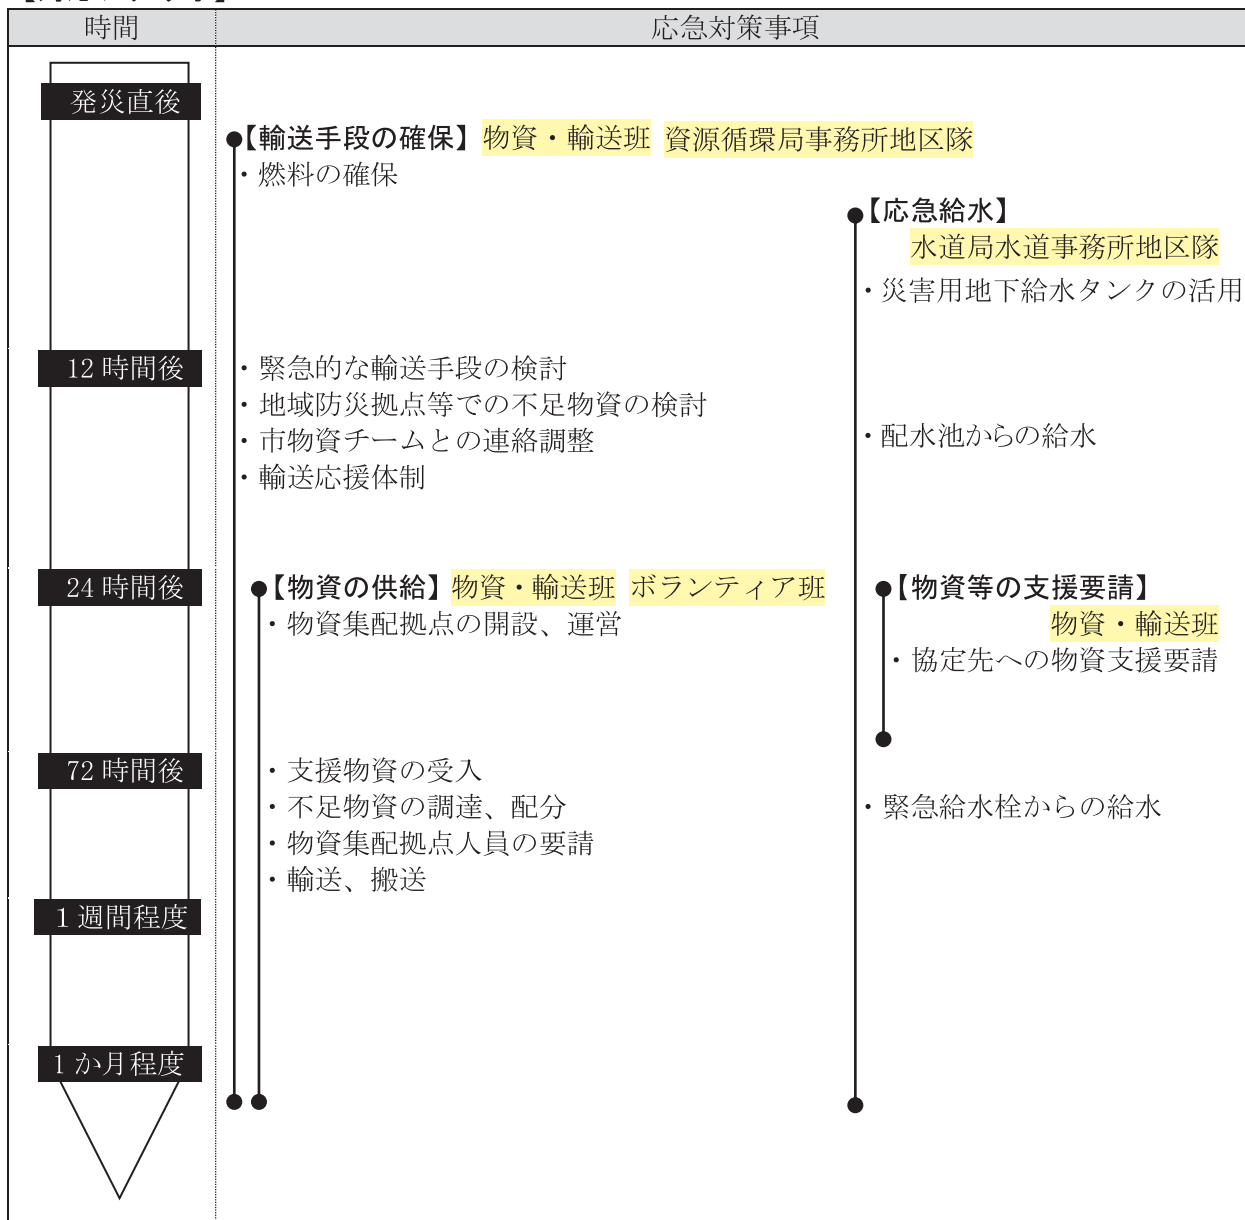 時間
応急対策事項
発災直後
●【輸送手段の確保】 物資・輸送班 資源循環局事務所地区隊
・燃料の確保
●【応急給水】
水道局水道事務所地区隊
・災害用地下給水タンクの活用
12 時間後
・緊急的な輸送手段の検討
・地域防災拠点等での不足物資の検討
・市物資チームとの連絡調整
・輸送応援体制
・配水池からの給水
24 時間後
●【物資の供給】 物資・輸送班 ボランティア班
・物資集配拠点の開設、運営
●【物資等の支援要請】
物資・輸送班
・協定先への物資支援要請
72 時間後
・支援物資の受入
・不足物資の調達、配分
・物資集配拠点人員の要請
・輸送、搬送
・緊急給水栓からの給水
1 週間程度
1 か月程度